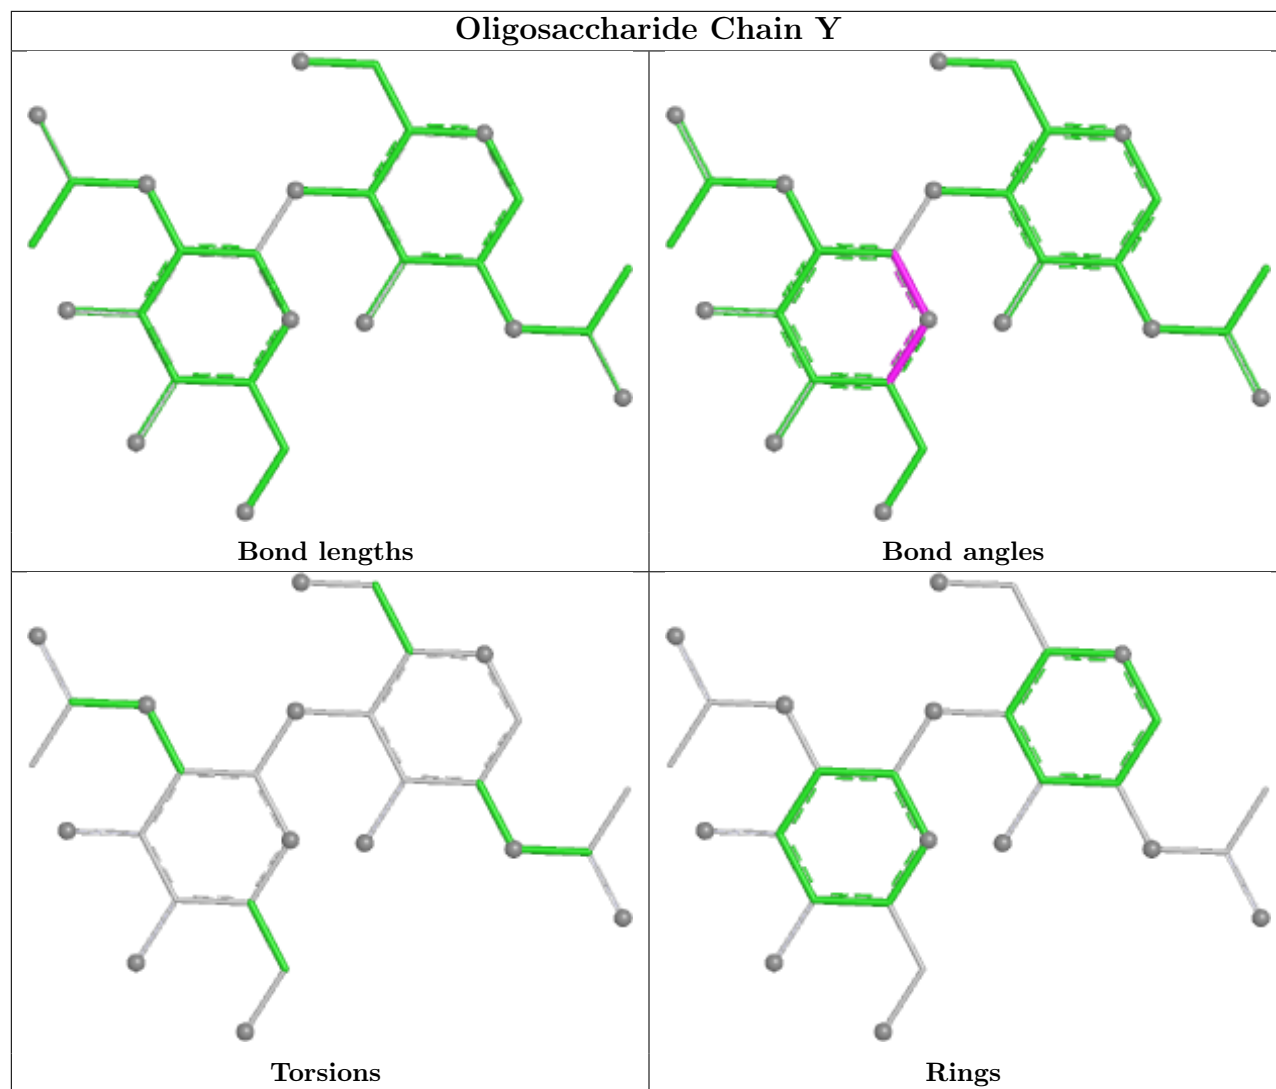 Oligosaccharide Chain Y
Bond lengths
Bond angles
Torsions
Rings